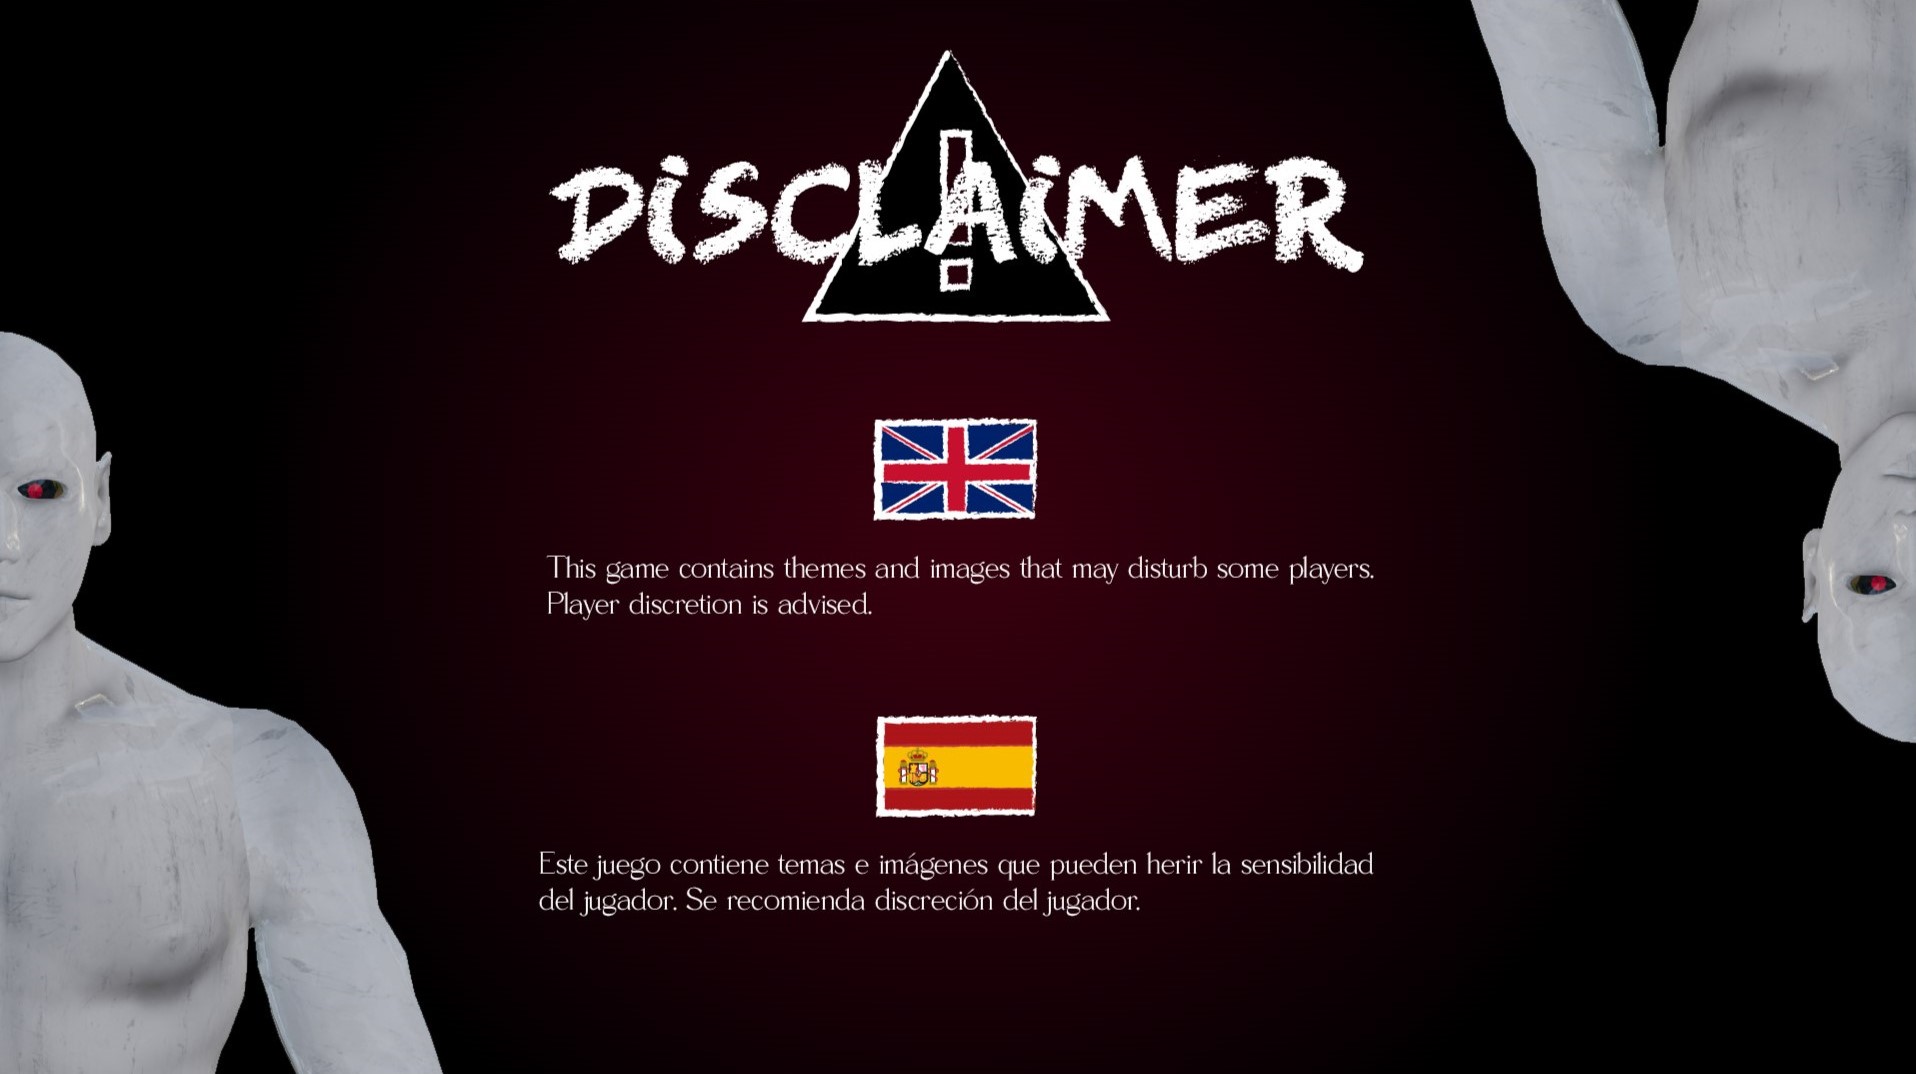 DiSCLAiMER
This game contains themes and images that may disturb some players.
Player discretion is advised.
Este juego contiene temas e imágenes que pueden herir la sensibilidad
del jugador. Se recomienda discreción del jugador.